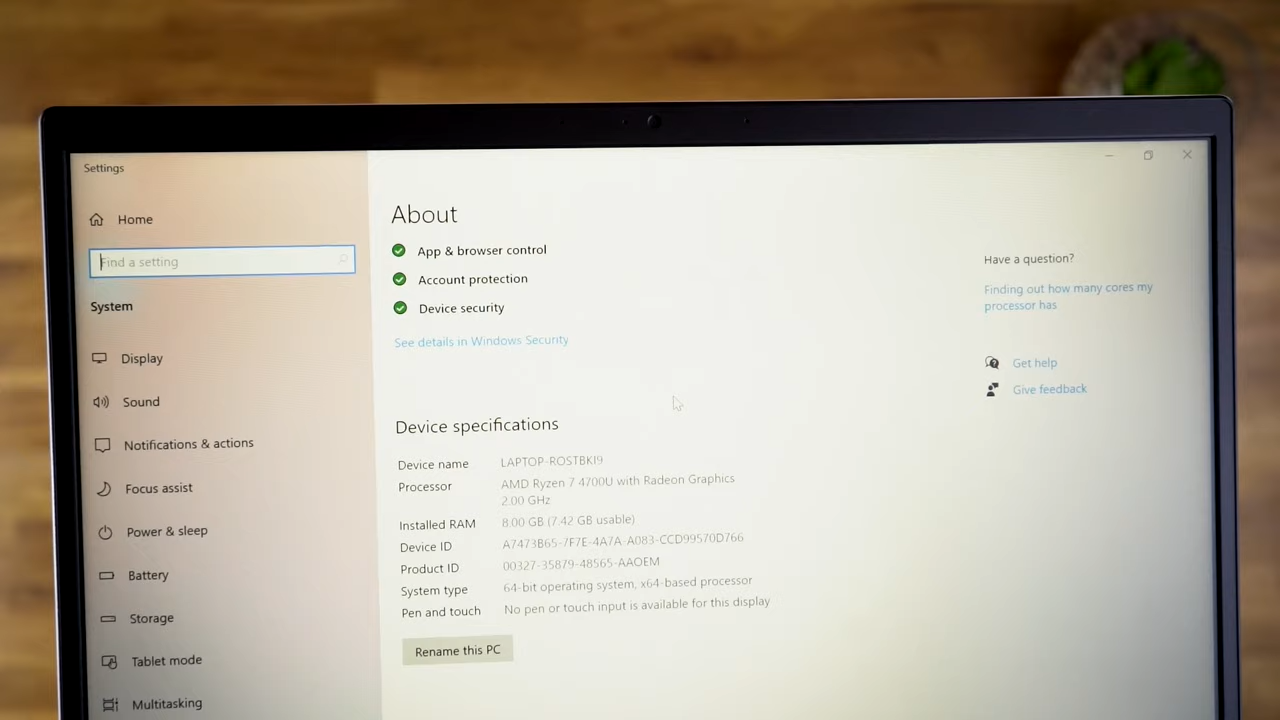 Settings
Home
Find a setting
System
Display
Sound
Notifications & actions
Focus assist
Power & sleep
Battery
Storage
Tablet mode
Multitasking
About
App & browser control
Account protection
Device security
See details in Windows Security
Device specifications
Device name LAPTOP-ROSTBKI9
Processor AMD Ryzen 7 4700U with Radeon Graphics
2.00 GHz
Installed RAM 8.00 GB (7.42 GB usable)
Device ID A7473B65-7F7E-4A7A-A083-CCD99570D766
Product ID 00327-35879-48565-AAOEM
System type 64-bit operating system, x64-based processor
Pen and touch No pen or touch input is available for this display
Rename this PC
Have a question?
Finding out how many cores my
processor has
Get help
Give feedback